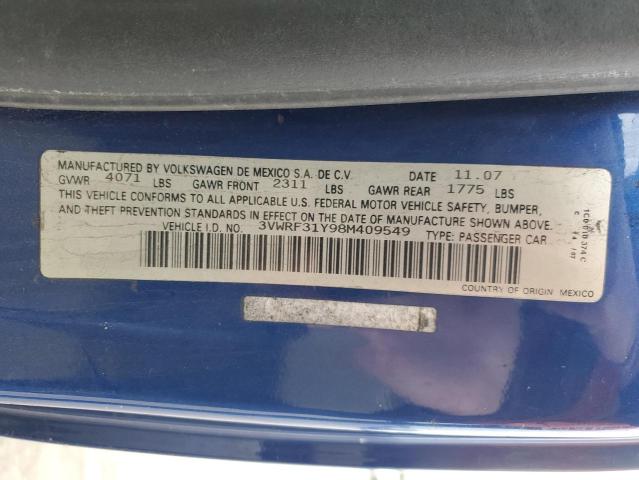 MANUFACTURED BY VOLKSWAGEN DE MEXICO S.A. DE C.V. DATE 11.07
GVWR 4071 LBS GAWR FRONT 2311 LBS GAWR REAR 1775 LBS
THIS VEHICLE CONFORMS TO ALL APPLICABLE U.S. FEDERAL MOTOR VEHICLE SAFETY, BUMPER,
AND THEFT PREVENTION STANDARDS IN EFFECT ON THE DATE OF MANUFACTURE SHOWN ABOVE.
VEHICLE I.D. NO. 3VWRF31Y98M409549 TYPE: PASSENGER CAR
COUNTRY OF ORIGIN MEXICO